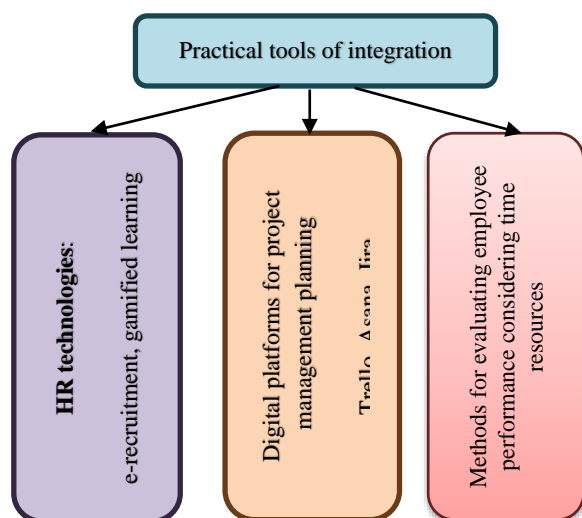 Practical tools of integration
HR technologies:
e-recruitment, gamified learning
Digital platforms for project
management planning
Trello, Asana, Jira
Methods for evaluating employee
performance considering time
resources